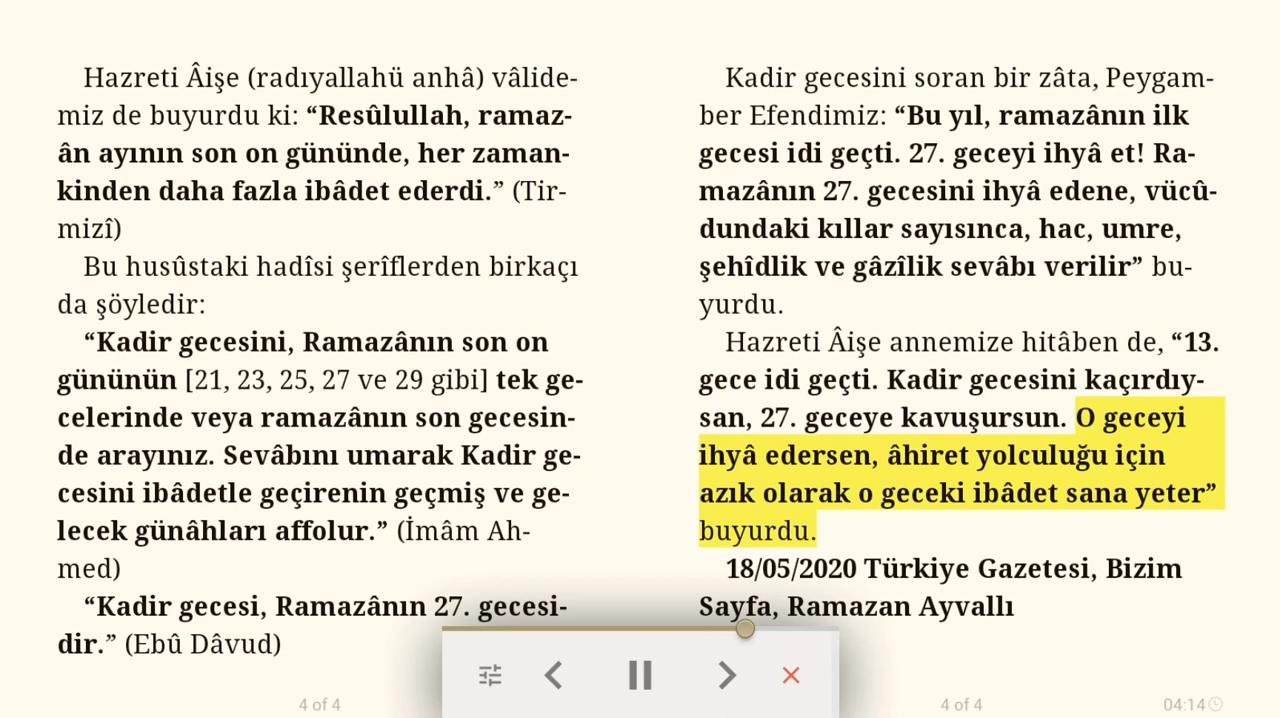 Hazreti Âişe (radıyallahü anhâ) vâlide-
miz de buyurdu ki: “Resûlullah, ramaz-
ân ayının son on gününde, her zaman-
kinden daha fazla ibâdet ederdi.” (Tir-
mizî)
Bu husûstaki hadîsi şerîflerden birkaçı
da şöyledir:
“Kadir gecesini, Ramazânın son on
gününün [21, 23, 25, 27 ve 29 gibi] tek ge-
celerinde veya ramazânın son gecesin-
de arayınız. Sevâbını umarak Kadir ge-
cesini ibâdetle geçirenin geçmiş ve ge-
lecek günâhları affolur.” (İmâm Ah-
med)
“Kadir gecesi, Ramazânın 27. gecesi-
dir.” (Ebû Dâvud)
4 of 4
Kadir gecesini soran bir zâta, Peygam-
ber Efendimiz: “Bu yıl, ramazânın ilk
gecesi idi geçti. 27. geceyi ihyâ et! Ra-
mazânın 27. gecesini ihyâ edene, vücû-
dundaki kıllar sayısınca, hac, umre,
şehîdlik ve gâzîlik sevâbı verilir” bu-
yurdu.
Hazreti Âişe annemize hitâben de, “13.
gece idi geçti. Kadir gecesini kaçırdıy-
san, 27. geceye kavuşursun. O geceyi
ihyâ edersen, âhiret yolculuğu için
azık olarak o geceki ibâdet sana yeter”
buyurdu.
18/05/2020 Türkiye Gazetesi, Bizim
Sayfa, Ramazan Ayvallı
4 of 4
04:14